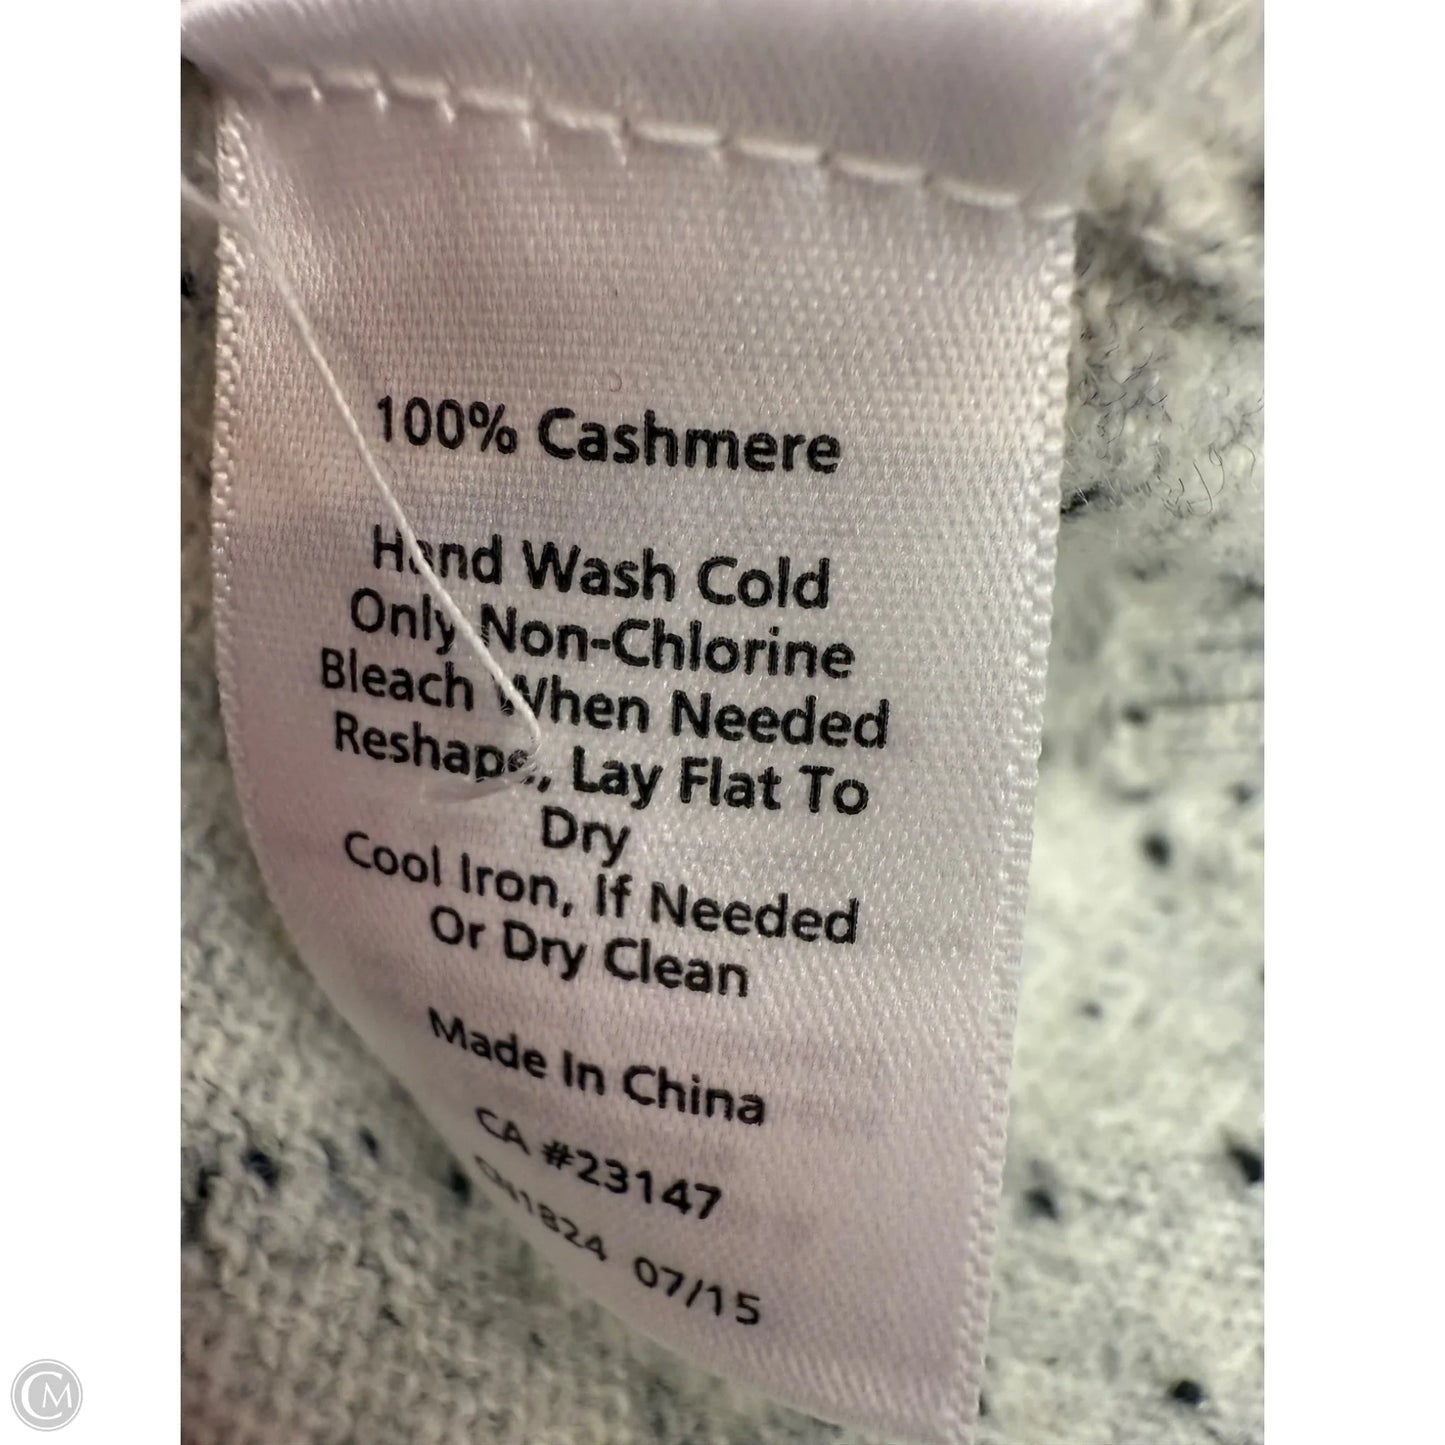 100% Cashmere
Hand Wash Cold
Only Non-Chlorine
Bleach When Needed
Reshape, Lay Flat To
Dry
Cool Iron, If Needed
Or Dry Clean
Made In China
CA #23147
07/15
CM